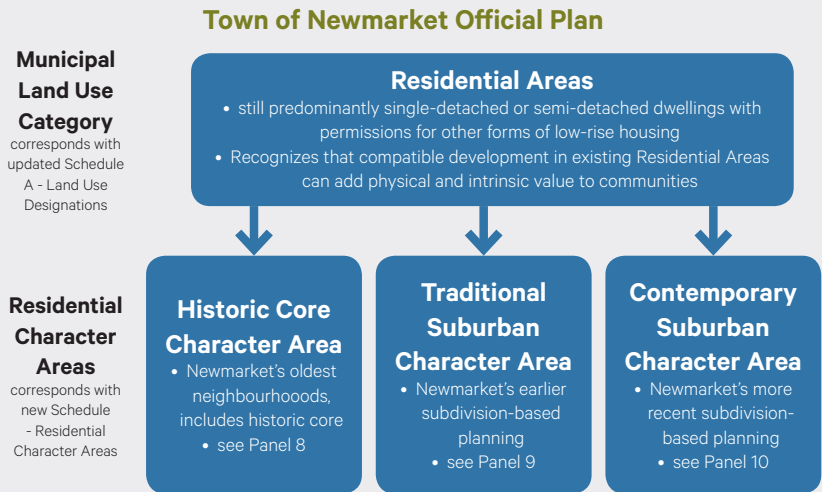 Town of Newmarket Official Plan
Municipal
Land Use
Category
corresponds with
updated Schedule
A - Land Use
Designations
Residential Areas
• still predominantly single-detached or semi-detached dwellings with
permissions for other forms of low-rise housing
• Recognizes that compatible development in existing Residential Areas
can add physical and intrinsic value to communities
Residential
Character
Areas
corresponds with
new Schedule
- Residential
Character Areas
Historic Core
Character Area
• Newmarket's oldest
neighbourhooods,
includes historic core
• see Panel 8
Traditional
Suburban
Character Area
• Newmarket's earlier
subdivision-based
planning
• see Panel 9
Contemporary
Suburban
Character Area
• Newmarket's more
recent subdivision-
based planning
• see Panel 10